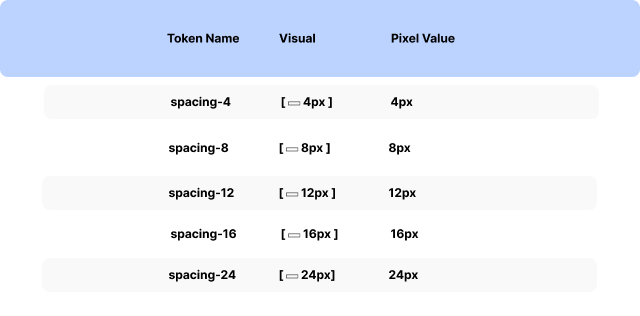 Token Name Visual Pixel Value
spacing-4 [ ▭ 4px ] 4px
spacing-8 [ ▭ 8px ] 8px
spacing-12 [ ▭ 12px ] 12px
spacing-16 [ ▭ 16px ] 16px
spacing-24 [ ▭ 24px] 24px